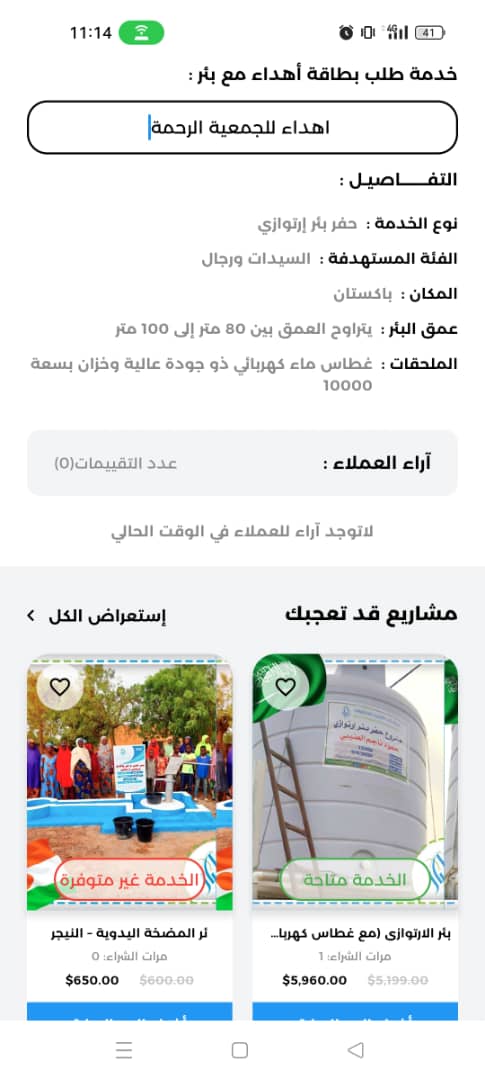 11:14
4G
41
خدمة طلب بطاقة أهداء مع بئر :
اهداء للجمعية الرحمة
التفـــاصيل :
نوع الخدمة : حفر بئر إرتوازي
الفئة المستهدفة : السيدات ورجال
المكان : باكستان
عمق البئر : يتراوح العمق بين 80 متر إلى 100 متر
الملحقات : غطاس ماء كهربائي ذو جودة عالية وخزان بسعة
10000
آراء العملاء :
عدد التقييمات(0)
لاتوجد آراء للعملاء في الوقت الحالي
مشاريع قد تعجبك
إستعراض الكل
الخدمة متاحة
الخدمة غير متوفرة
بئر الارتوازي (مع غطاس كهربا...
ئر المضخة اليدوية - النيجر
مرات الشراء: 1
مرات الشراء: 0
$5,960.00 $5,199.00
$650.00 $600.00